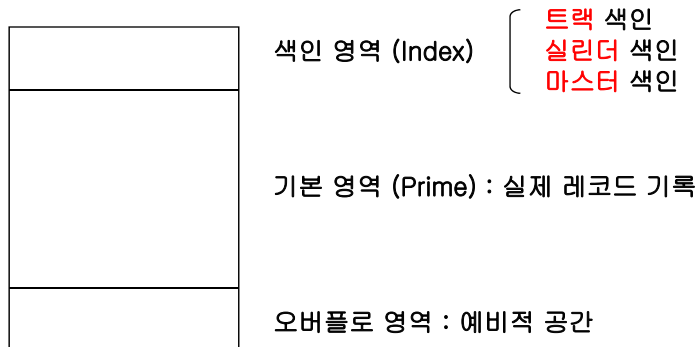 색인 영역 (Index)
트랙 색인
실린더 색인
마스터 색인
기본 영역 (Prime) : 실제 레코드 기록
오버플로 영역 : 예비적 공간